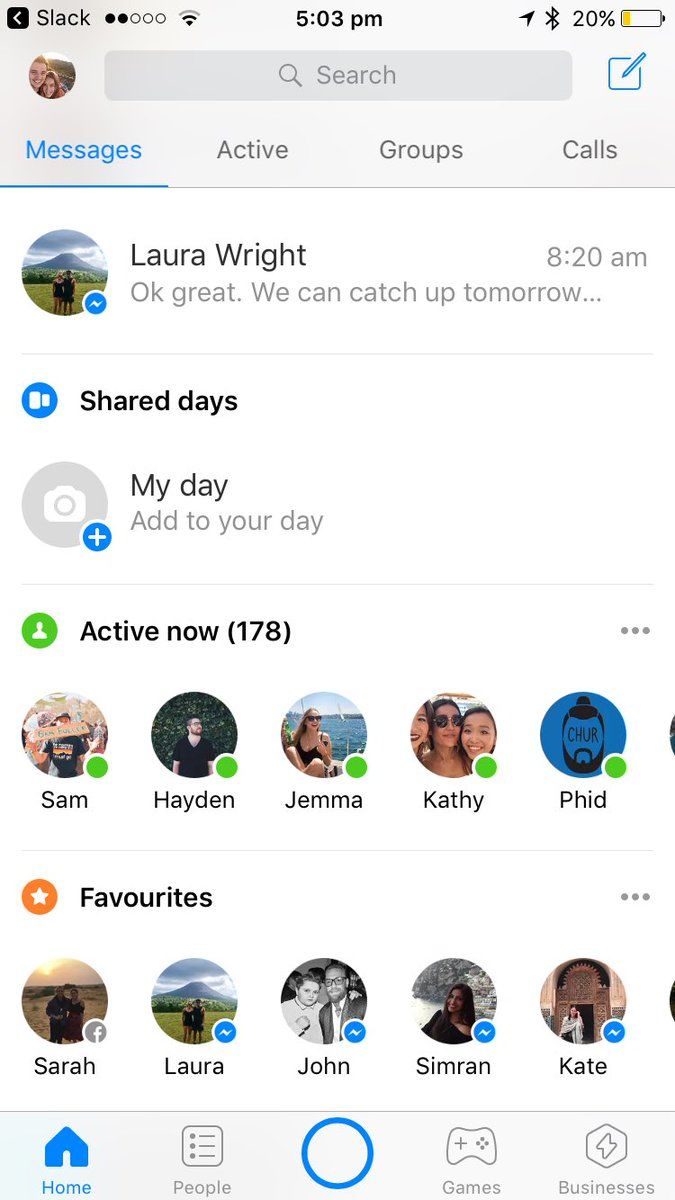 Slack 5:03 pm 20%
Search
Messages Active Groups Calls
Laura Wright 8:20 am
Ok great. We can catch up tomorrow...
Shared days
My day
Add to your day
Active now (178)
CHUR
Sam Hayden Jemma Kathy Phid
Favourites
Sarah Laura John Simran Kate
Home People Games Businesses